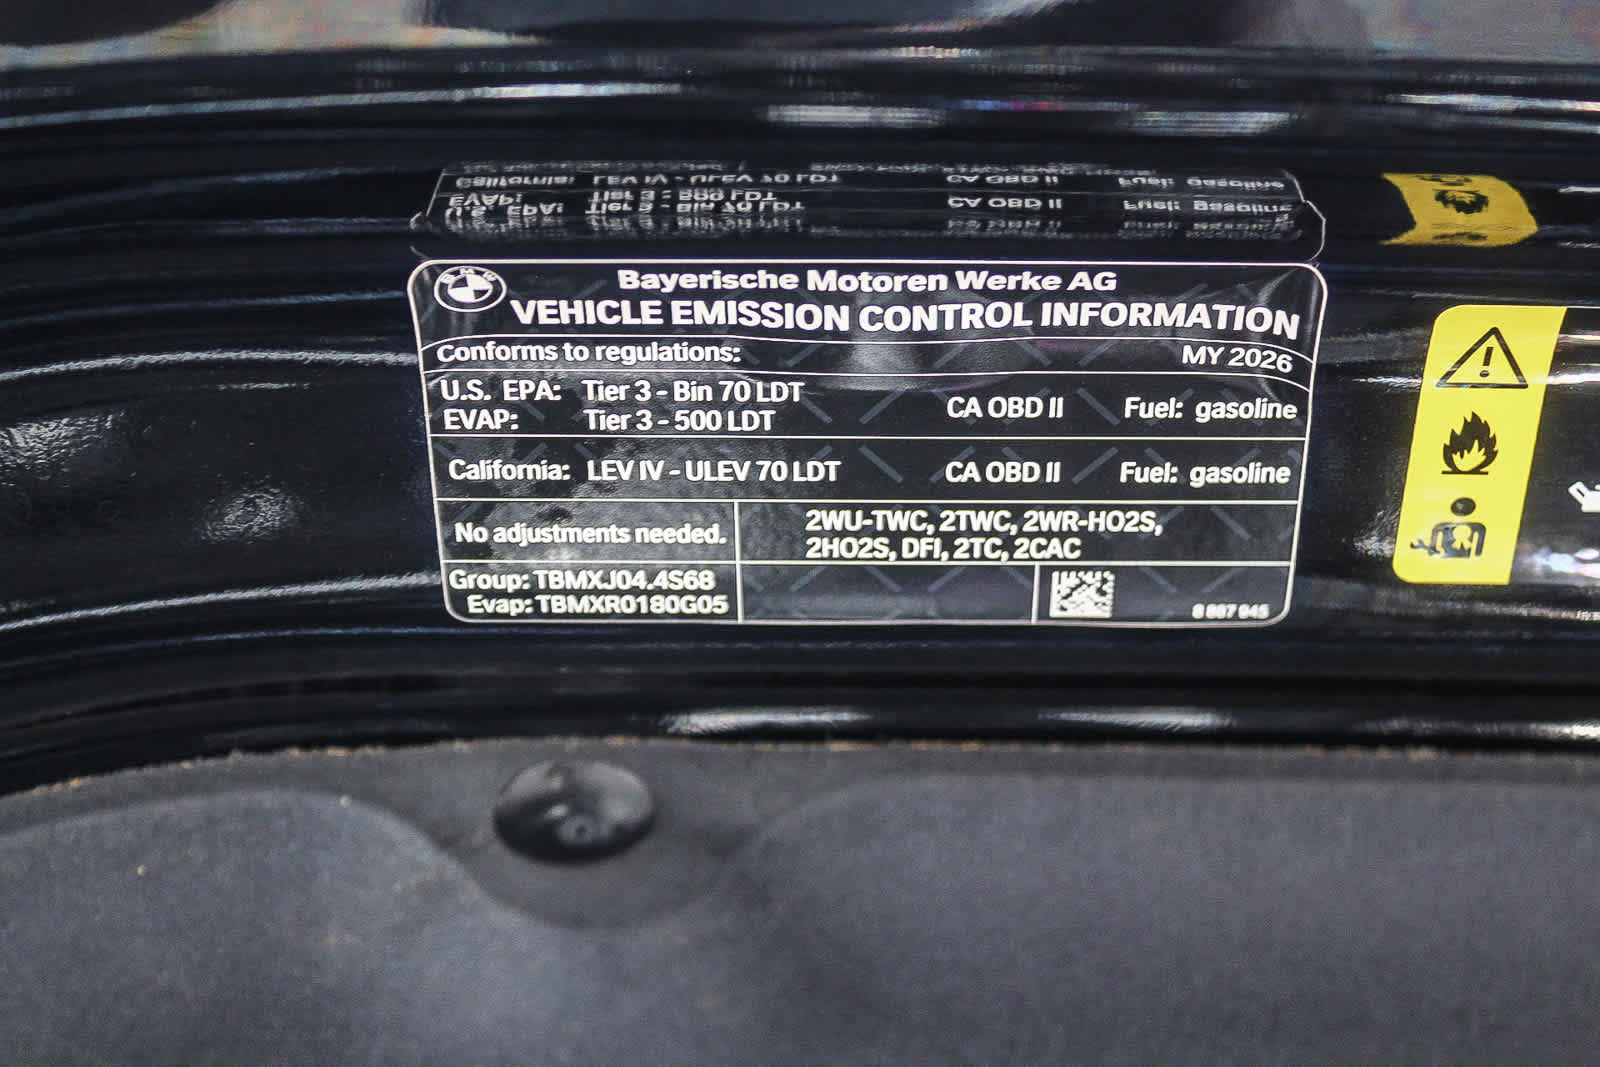 BMW
Bayerische Motoren Werke AG
VEHICLE EMISSION CONTROL INFORMATION
Conforms to regulations: MY 2026
U.S. EPA: Tier 3 - Bin 70 LDT
EVAP: Tier 3 - 500 LDT
CA OBD II Fuel: gasoline
California: LEV IV - ULEV 70 LDT CA OBD II Fuel: gasoline
No adjustments needed.
2WU-TWC, 2TWC, 2WR-HO2S,
2HO2S, DFI, 2TC, 2CAC
Group: TBMXJ04.4S68
Evap: TBMXR0180G05